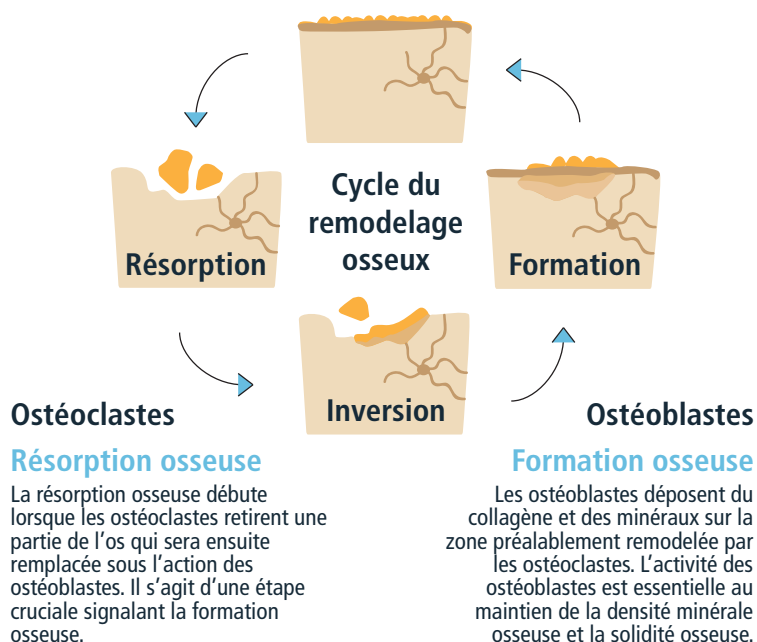 Cycle du
remodelage
osseux
Résorption
Formation
Inversion
Ostéoclastes
Résorption osseuse
La résorption osseuse débute
lorsque les ostéoclastes retirent une
partie de l’os qui sera ensuite
remplacée sous l’action des
ostéoblastes. Il s’agit d’une étape
cruciale signalant la formation
osseuse.
Ostéoblastes
Formation osseuse
Les ostéoblastes déposent du
collagène et des minéraux sur la
zone préalablement remodelée par
les ostéoclastes. L’activité des
ostéoblastes est essentielle au
maintien de la densité minérale
osseuse et la solidité osseuse.